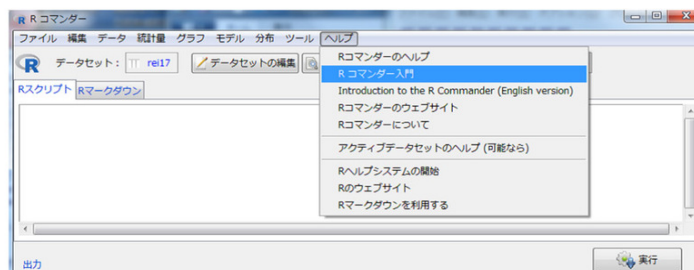 R Rコマンダー
ファイル 編集 データ 統計量 グラフ モデル 分布 ツール ヘルプ
R データセット: rei17 データセットの編集
Rスクリプト Rマークダウン
Rコマンダーのヘルプ
R コマンダー入門
Introduction to the R Commander (English version)
Rコマンダーのウェブサイト
Rコマンダーについて
アクティブデータセットのヘルプ (可能なら)
Rヘルプシステムの開始
Rのウェブサイト
Rマークダウンを利用する
出力
実行